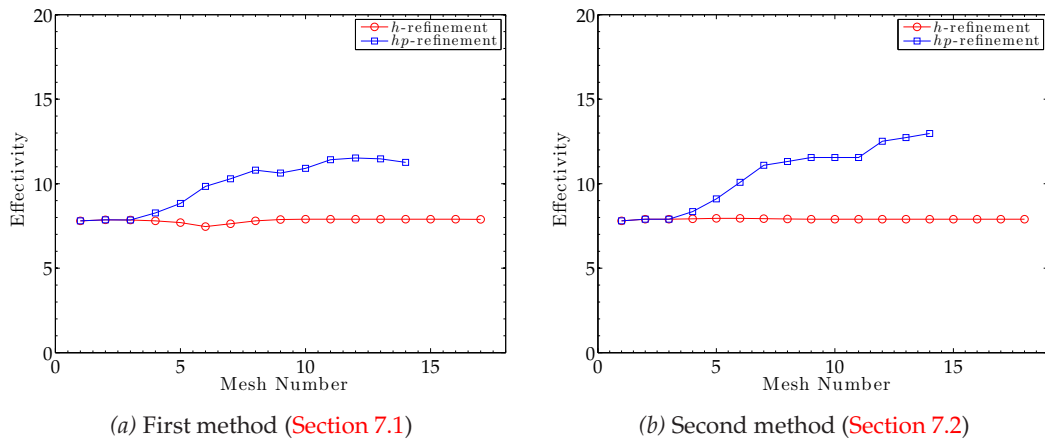 20
15
10
5
0
0
5
10
15
Effectivity
Mesh Number
h-refinement
hp-refinement
(a) First method (Section 7.1)
20
15
10
5
0
0
5
10
15
Effectivity
Mesh Number
h-refinement
hp-refinement
(b) Second method (Section 7.2)